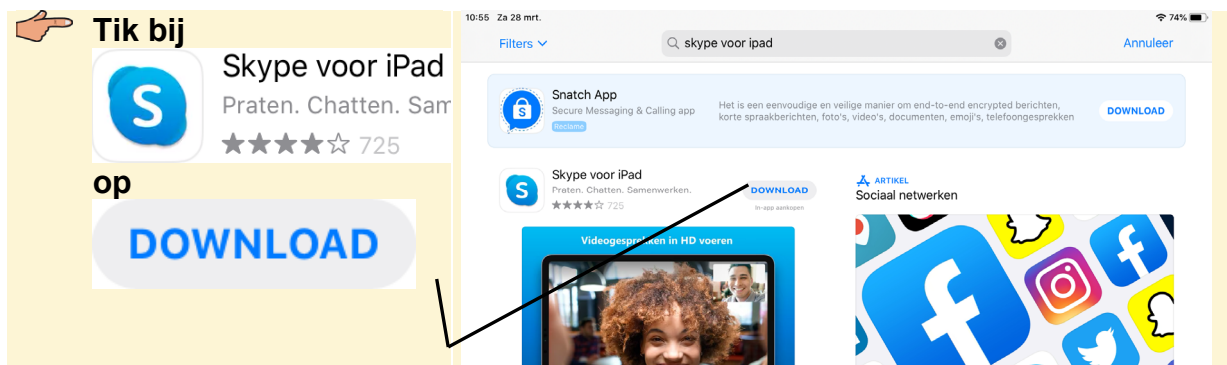 Tik bij
Skype voor iPad
Praten. Chatten. Sam
725
op
DOWNLOAD
10:55 Za 28 mrt.
74%
Filters
skype voor ipad
Annuleer
Snatch App
Secure Messaging & Calling app
Reclame
Het is een eenvoudige en veilige manier om end-to-end encrypted berichten,
korte spraakberichten, foto's, video's, documenten, emoji's, telefoongesprekken
DOWNLOAD
Skype voor iPad
Praten. Chatten. Samenwerken.
725
DOWNLOAD
In-app aankopen
ARTIKEL
Sociaal netwerken
Videogesprekken in HD voeren